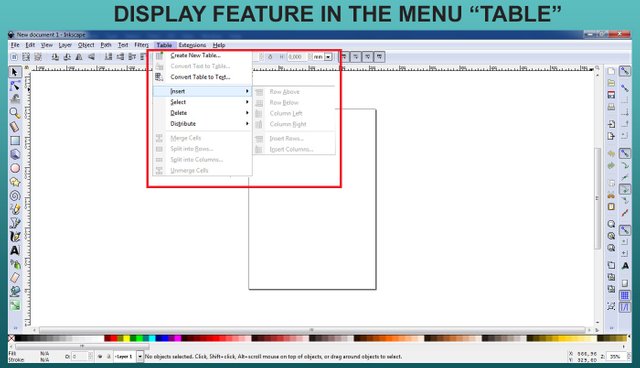 DISPLAY FEATURE IN THE MENU “TABLE”
New document 1 - Inkscape
File Edit View Layer Object Path Text Filters Table Extensions Help
H: 0,000 mm
Create New Table...
Convert Text to Table...
Convert Table to Text...
Insert
Select
Delete
Distribute
Merge Cells
Split into Rows...
Split into Columns...
Unmerge Cells
Row Above
Row Below
Column Left
Column Right
Insert Rows...
Insert Columns...
Fill: N/A
Stroke: N/A
O: 0
Layer 1
No objects selected. Click, Shift+click, Alt+scroll mouse on top of objects, or drag around objects to select.
X: 866,96
Y: 829,80
Z: 35%